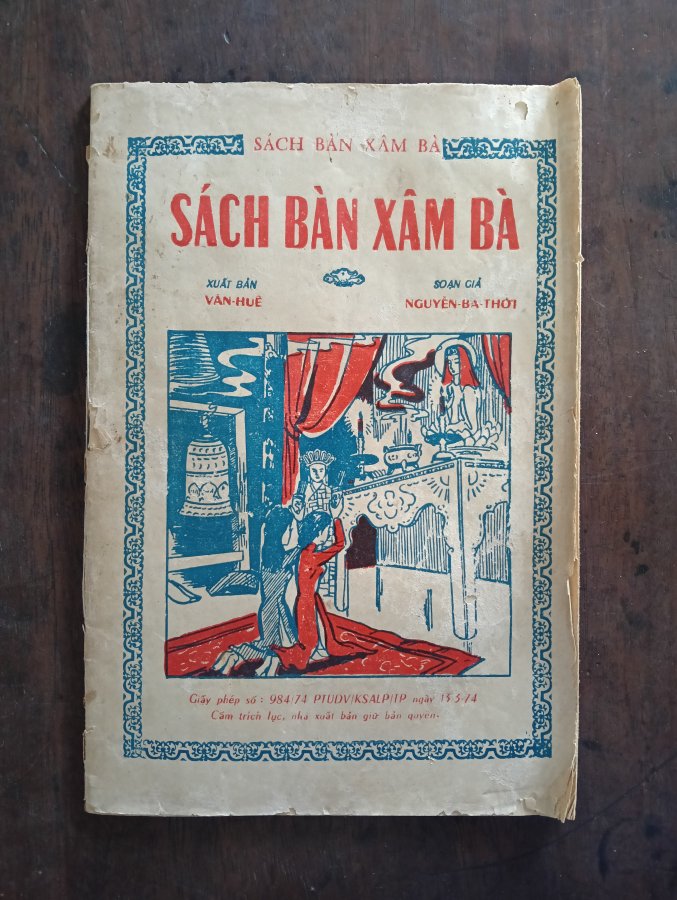 SÁCH BÀN XÂM BÀ
SÁCH BÀN XÂM BÀ
XUẤT BẢN
VĂN-HUÊ
SOẠN GIẢ
NGUYỄN-BÁ-THỜI
Giấy phép số : 984/74 PTUDV/KSALP/TP ngày 15-5-74
Cấm trích lục, nhà xuất bản giữ bản quyền.